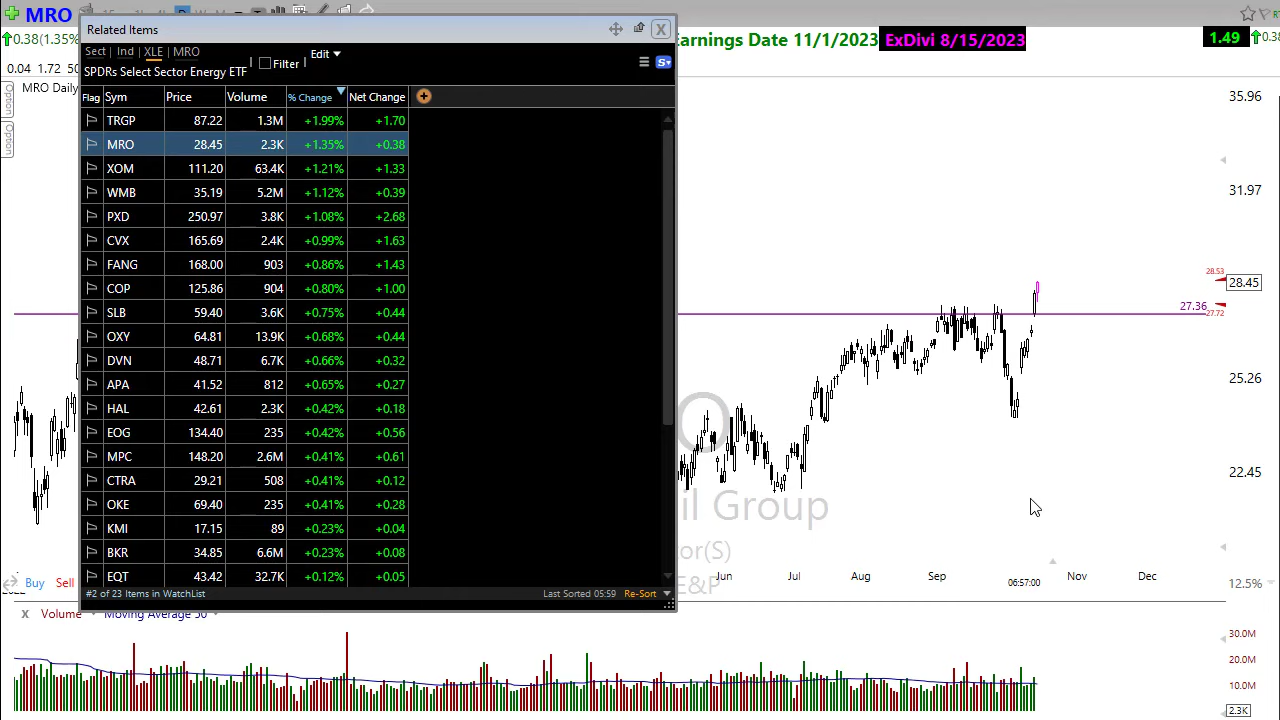 MRO
0.38(1.35%
0.04 1.72
MRO Daily
Option
Option
Related Items
X
Sect Ind XLE MRO
Filter
Edit
SPDRs Select Sector Energy ETF
Flag Sym Price Volume % Change Net Change
TRGP 87.22 1.3M +1.99% +1.70
MRO 28.45 2.3K +1.35% +0.38
XOM 111.20 63.4K +1.21% +1.33
WMB 35.19 5.2M +1.12% +0.39
PXD 250.97 3.8K +1.08% +2.68
CVX 165.69 2.4K +0.99% +1.63
FANG 168.00 903 +0.86% +1.43
COP 125.86 904 +0.80% +1.00
SLB 59.40 3.6K +0.75% +0.44
OXY 64.81 13.9K +0.68% +0.44
DVN 48.71 6.7K +0.66% +0.32
APA 41.52 812 +0.65% +0.27
HAL 42.61 2.3K +0.42% +0.18
EOG 134.40 235 +0.42% +0.56
MPC 148.20 2.6M +0.41% +0.61
CTRA 29.21 508 +0.41% +0.12
OKE 69.40 235 +0.41% +0.28
KMI 17.15 89 +0.23% +0.04
BKR 34.85 6.6M +0.23% +0.08
EQT 43.42 32.7K +0.12% +0.05
#2 of 23 Items in WatchList Last Sorted 05:59 Re-Sort
Earnings Date 11/1/2023 ExDivi 8/15/2023
1.49 0.38
35.96
31.97
28.53
28.45
27.36
27.72
25.26
22.45
12.5%
il Group
or(S)
E&P
Jun Jul Aug Sep 06:57:00 Nov Dec
Buy Sell
X Volume Moving Average 50
30.0M
20.0M
10.0M
2.3K